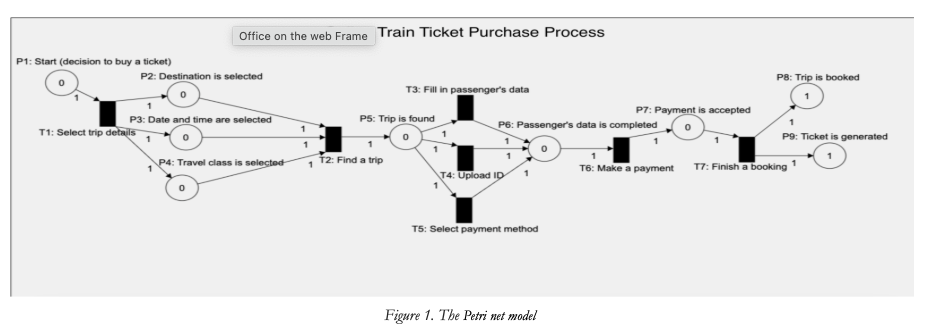 Office on the web Frame
Train Ticket Purchase Process
P1: Start (decision to buy a ticket)
0
1
T1: Select trip details
P2: Destination is selected
0
1
1
P3: Date and time are selected
0
1
1
P4: Travel class is selected
0
1
1
T2: Find a trip
1
P5: Trip is found
0
T3: Fill in passenger's data
1
1
T4: Upload ID
1
1
T5: Select payment method
1
1
P6: Passenger's data is completed
0
1
T6: Make a payment
1
P7: Payment is accepted
0
1
T7: Finish a booking
P8: Trip is booked
1
1
P9: Ticket is generated
1
1
Figure 1. The Petri net model